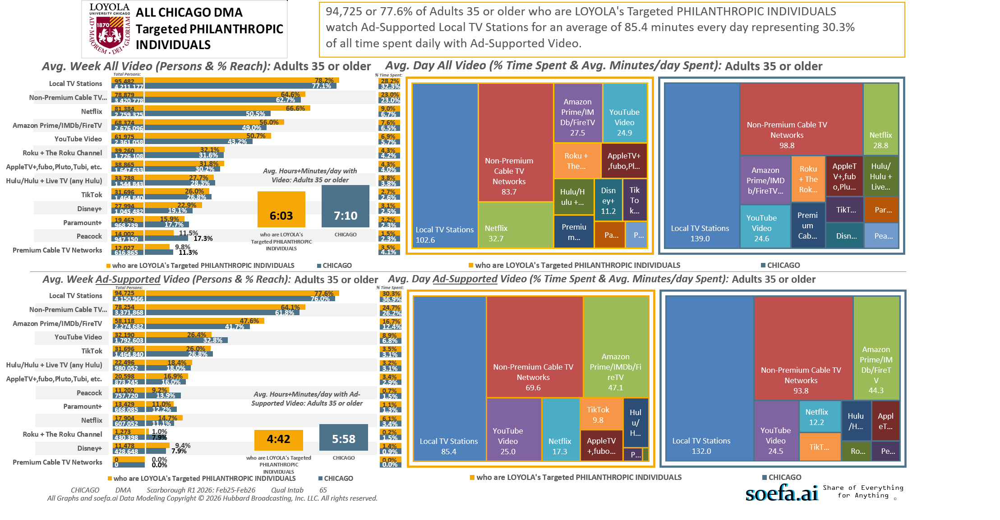 LOYOLA
UNIVERSITY CHICAGO
1870
AD • MAJOREM • DEI • GLORIAM
ALL CHICAGO DMA
Targeted PHILANTHROPIC
INDIVIDUALS
94,725 or 77.6% of Adults 35 or older who are LOYOLA's Targeted PHILANTHROPIC INDIVIDUALS
watch Ad-Supported Local TV Stations for an average of 85.4 minutes every day representing 30.3%
of all time spent daily with Ad-Supported Video.
Avg. Week All Video (Persons & % Reach): Adults 35 or older
Total Persons:
% Time Spent:
Local TV Stations 95,482 78.2% 28.2%
4,211,177 77.1% 32.3%
Non-Premium Cable TV... 78,879 64.6% 23.0%
3,420,778 62.7% 23.0%
Netflix 81,384 66.6% 9.0%
2,759,325 50.5% 6.7%
Amazon Prime/IMDb/FireTV 68,374 56.0% 7.6%
2,676,096 49.0% 6.5%
YouTube Video 61,975 50.7% 6.9%
2,361,058 43.2% 5.7%
Roku + The Roku Channel 39,260 32.1% 4.3%
1,726,108 31.6% 4.2%
AppleTV+,fubo,Pluto,Tubi, etc. 38,865 31.8% 4.3%
1,647,633 30.2% 4.0%
Hulu/Hulu + Live TV (any Hulu) 33,788 27.7% 3.8%
1,544,843 28.3% 3.8%
TikTok 31,696 26.0% 2.7%
1,464,840 26.8% 2.6%
Disney+ 27,994 22.9% 3.1%
1,045,482 19.1% 2.5%
Paramount+ 19,462 15.9% 2.2%
968,239 17.7% 2.3%
Peacock 14,002 11.5% 1.5%
947,150 17.3% 2.3%
Premium Cable TV Networks 12,027 9.8% 3.5%
616,865 11.3% 4.1%
Avg. Hours+Minutes/day with
Video: Adults 35 or older
6:03
7:10
who are LOYOLA's
Targeted PHILANTHROPIC
INDIVIDUALS
CHICAGO
who are LOYOLA's Targeted PHILANTHROPIC INDIVIDUALS
CHICAGO
Avg. Day All Video (% Time Spent & Avg. Minutes/day Spent): Adults 35 or older
Local TV Stations
102.6
Non-Premium
Cable TV
Networks
83.7
Netflix
32.7
Amazon
Prime/IM
Db/FireTV
27.5
YouTube
Video
24.9
Roku +
The...
AppleTV+
,fubo,Pl...
Hulu/H
ulu +...
Disn
ey+
11.2
Tik
To
k...
Premiu
m...
Pa...
P...
Local TV Stations
139.0
Non-Premium Cable TV
Networks
98.8
Netflix
28.8
Amazon
Prime/IMD
b/FireTV...
YouTube
Video
24.6
Roku
+ The
Rok...
Premi
um
Cab...
AppleT
V+,fub
o,Plu...
Hulu/
Hulu +
Live...
TikT...
Par...
Disn...
Pea...
who are LOYOLA's Targeted PHILANTHROPIC INDIVIDUALS
CHICAGO
Avg. Week Ad-Supported Video (Persons & % Reach): Adults 35 or older
Total Persons:
% Time Spent:
Local TV Stations 94,725 77.6% 30.3%
4,150,966 76.0% 36.9%
Non-Premium Cable TV... 78,254 64.1% 24.7%
3,371,868 61.8% 26.2%
Amazon Prime/IMDb/FireTV 58,118 47.6% 16.7%
2,274,682 41.7% 12.4%
YouTube Video 32,190 26.4% 8.9%
1,792,603 32.8% 6.8%
TikTok 31,696 26.0% 3.5%
1,464,840 26.8% 3.1%
Hulu/Hulu + Live TV (any Hulu) 22,496 18.4% 3.2%
980,052 18.0% 3.1%
AppleTV+,fubo,Pluto,Tubi, etc. 20,598 16.9% 3.4%
873,245 16.0% 2.9%
Peacock 11,202 9.2% 0.7%
757,720 13.9% 1.5%
Paramount+ 13,429 11.0% 1.1%
668,085 12.2% 1.3%
Netflix 17,904 14.7% 6.1%
607,052 11.1% 3.4%
Roku + The Roku Channel 1,273 1.0% 0.2%
430,398 7.9% 1.5%
Disney+ 11,478 9.4% 1.4%
428,648 7.9% 0.9%
Premium Cable TV Networks 0 0.0% 0.0%
0 0.0% 0.0%
Avg. Hours+Minutes/day with Ad-
Supported Video: Adults 35 or older
4:42
5:58
who are LOYOLA's Targeted
PHILANTHROPIC
INDIVIDUALS
CHICAGO
who are LOYOLA's Targeted PHILANTHROPIC INDIVIDUALS
CHICAGO
Avg. Day Ad-Supported Video (% Time Spent & Avg. Minutes/day Spent): Adults 35 or older
Local TV Stations
85.4
Non-Premium Cable TV
Networks
69.6
Amazon
Prime/IMDb/Fi
reTV
47.1
YouTube
Video
25.0
Netflix
17.3
TikTok
9.8
AppleTV
+,fubo...
Hul
u/
H...
P...
Local TV Stations
132.0
Non-Premium Cable TV
Networks
93.8
Amazon
Prime/IM
Db/FireT
V
44.3
YouTube
Video
24.5
Netflix
12.2
TikT...
Hulu
/H...
Appl
eT...
Ro...
Pe...
who are LOYOLA's Targeted PHILANTHROPIC INDIVIDUALS
CHICAGO
CHICAGO DMA Scarborough R1 2026: Feb25-Feb26 Qual Intab 65
All Graphs and soefa.ai Data Modeling Copyright © 2026 Hubbard Broadcasting, Inc. LLC. All rights reserved.
soefa.ai
Share of Everything
for Anything ©